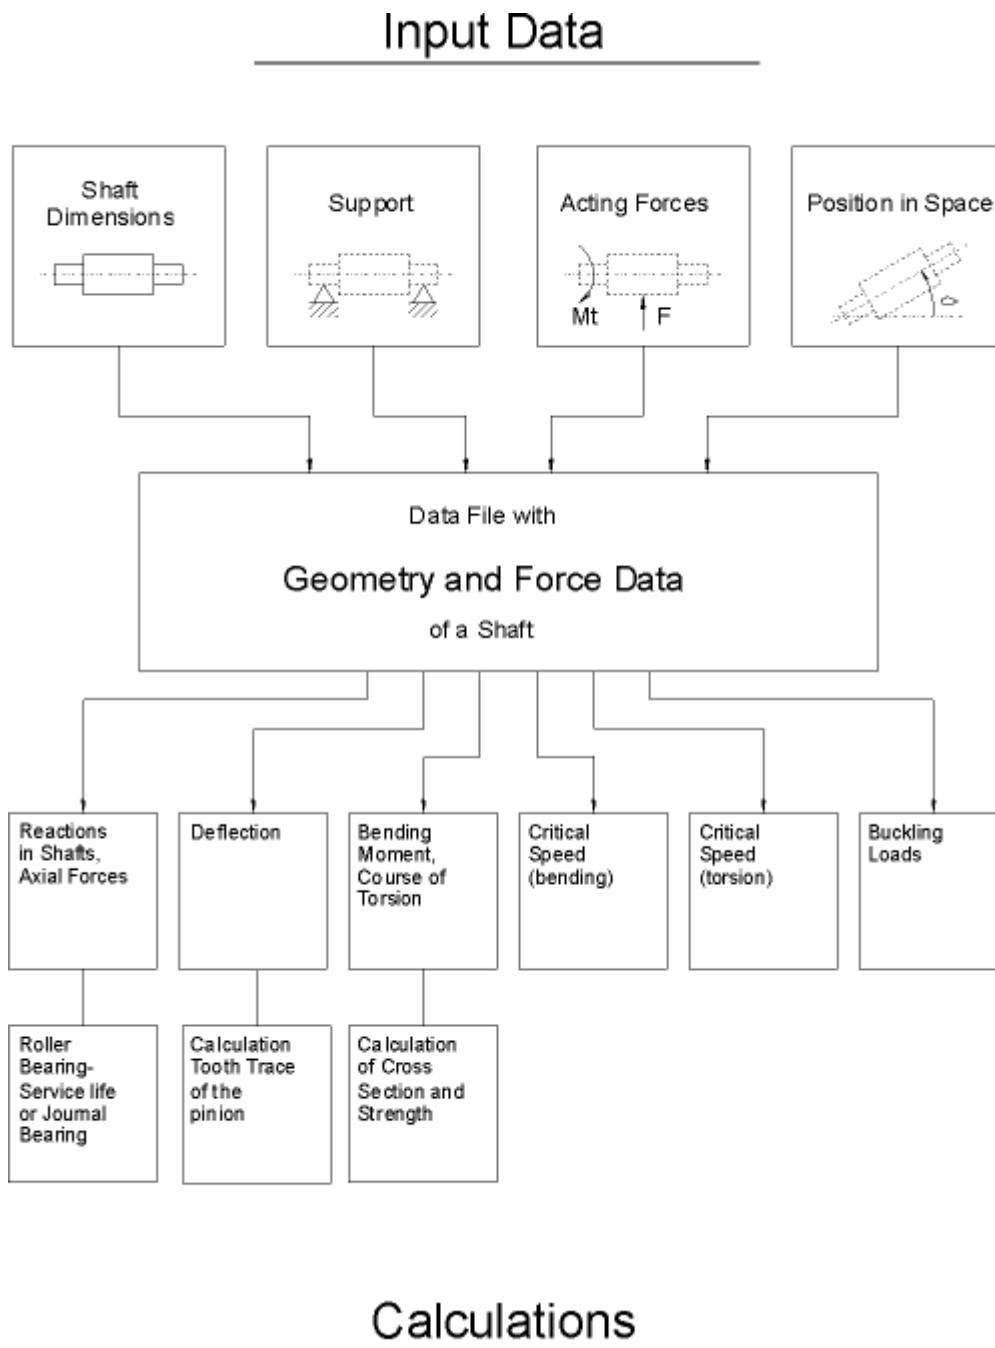 Input Data
Shaft
Dimensions
Support
Acting Forces
Mt
F
Position in Space
Data File with
Geometry and Force Data
of a Shaft
Reactions
in Shafts,
Axial Forces
Deflection
Bending
Moment,
Course of
Torsion
Critical
Speed
(bending)
Critical
Speed
(torsion)
Buckling
Loads
Roller
Bearing-
Service life
or Journal
Bearing
Calculation
Tooth Trace
of the
pinion
Calculation
of Cross
Section and
Strength
Calculations